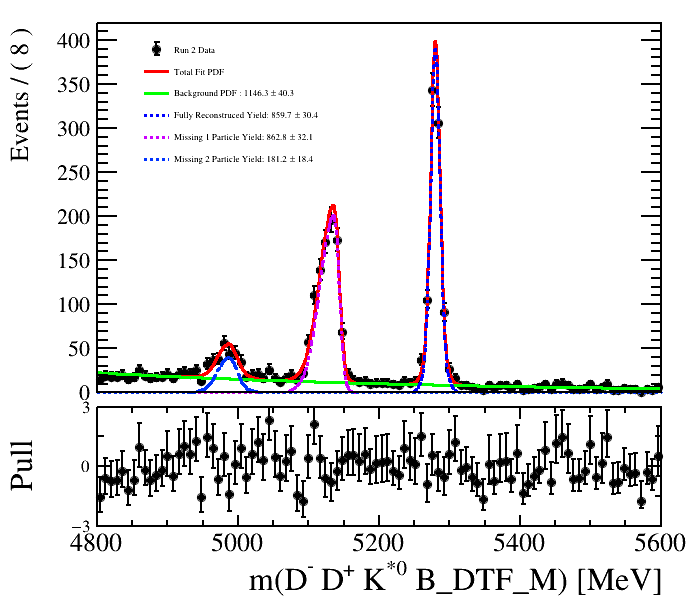 Events / ( 8 )
400
350
300
250
200
150
100
50
0
Run 2 Data
Total Fit PDF
Background PDF : 1146.3 ± 40.3
Fully Reconstruced Yield: 859.7 ± 30.4
Missing 1 Particle Yield: 862.8 ± 32.1
Missing 2 Particle Yield: 181.2 ± 18.4
Pull
3
0
−3
4800 5000 5200 5400 5600
m(D⁻ D⁺ K*⁰ B_DTF_M) [MeV]